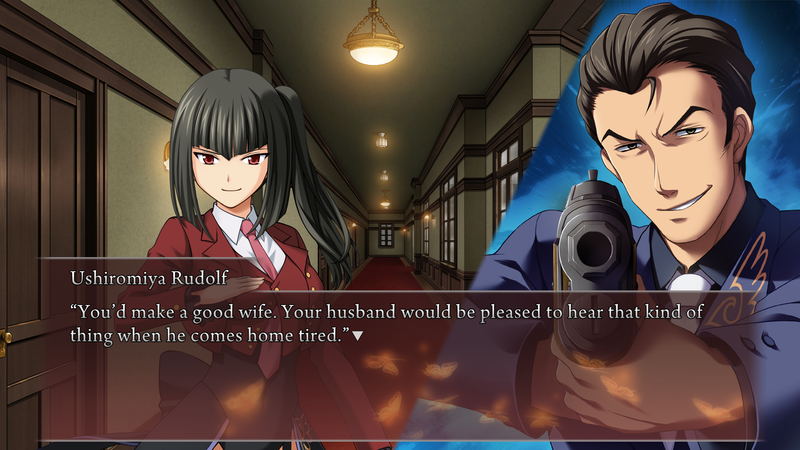 Ushiromiya Rudolf
“You’d make a good wife. Your husband would be pleased to hear that kind of
thing when he comes home tired.”▼